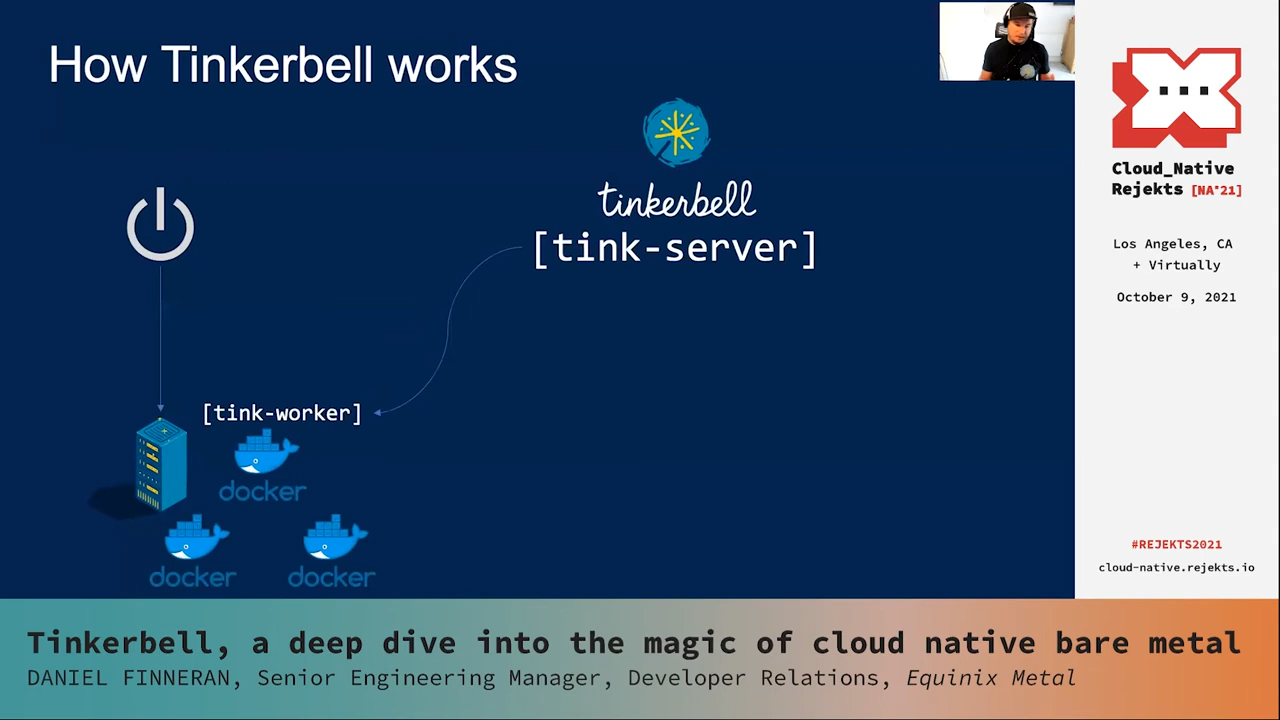 How Tinkerbell works
tinkerbell
[tink-server]
[tink-worker]
docker
docker
docker
Cloud_Native
Rejekts [NA'21]
Los Angeles, CA
+ Virtually
October 9, 2021
#REJEKTS2021
cloud-native.rejekts.io
Tinkerbell, a deep dive into the magic of cloud native bare metal
DANIEL FINNERAN, Senior Engineering Manager, Developer Relations, Equinix Metal